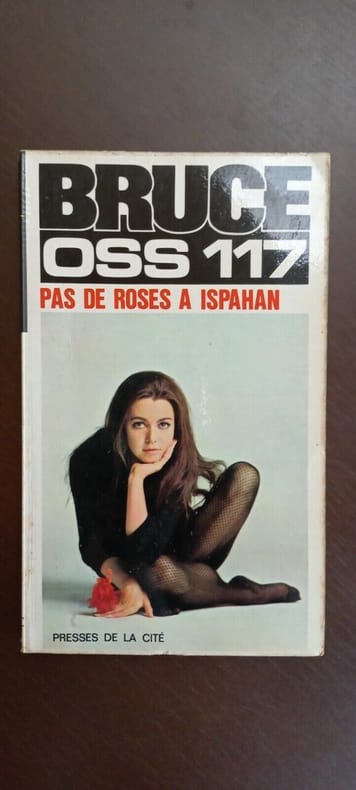 BRUCE
OSS 117
PAS DE ROSES A ISPAHAN
PRESSES DE LA CITÉ